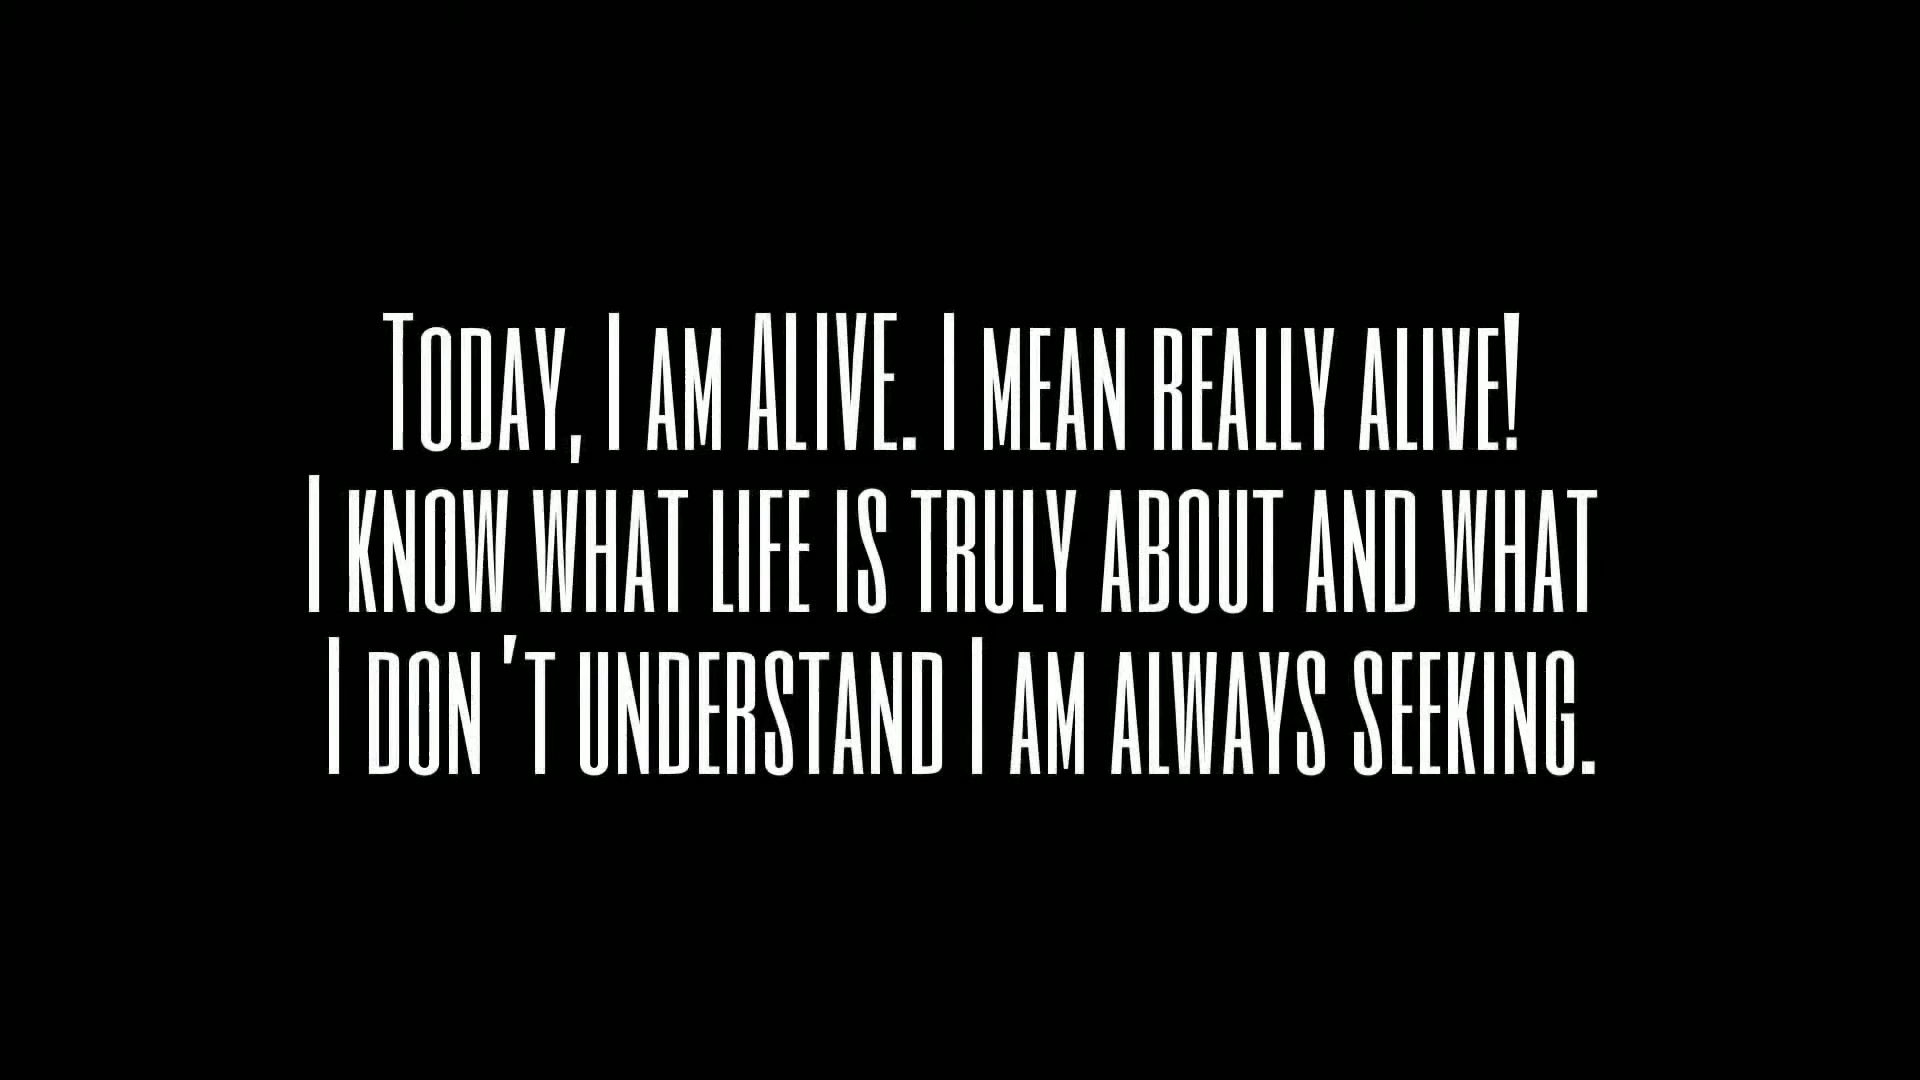 Today, I am ALIVE. I mean really alive!
I know what life is truly about and what
I don't understand I am always seeking.